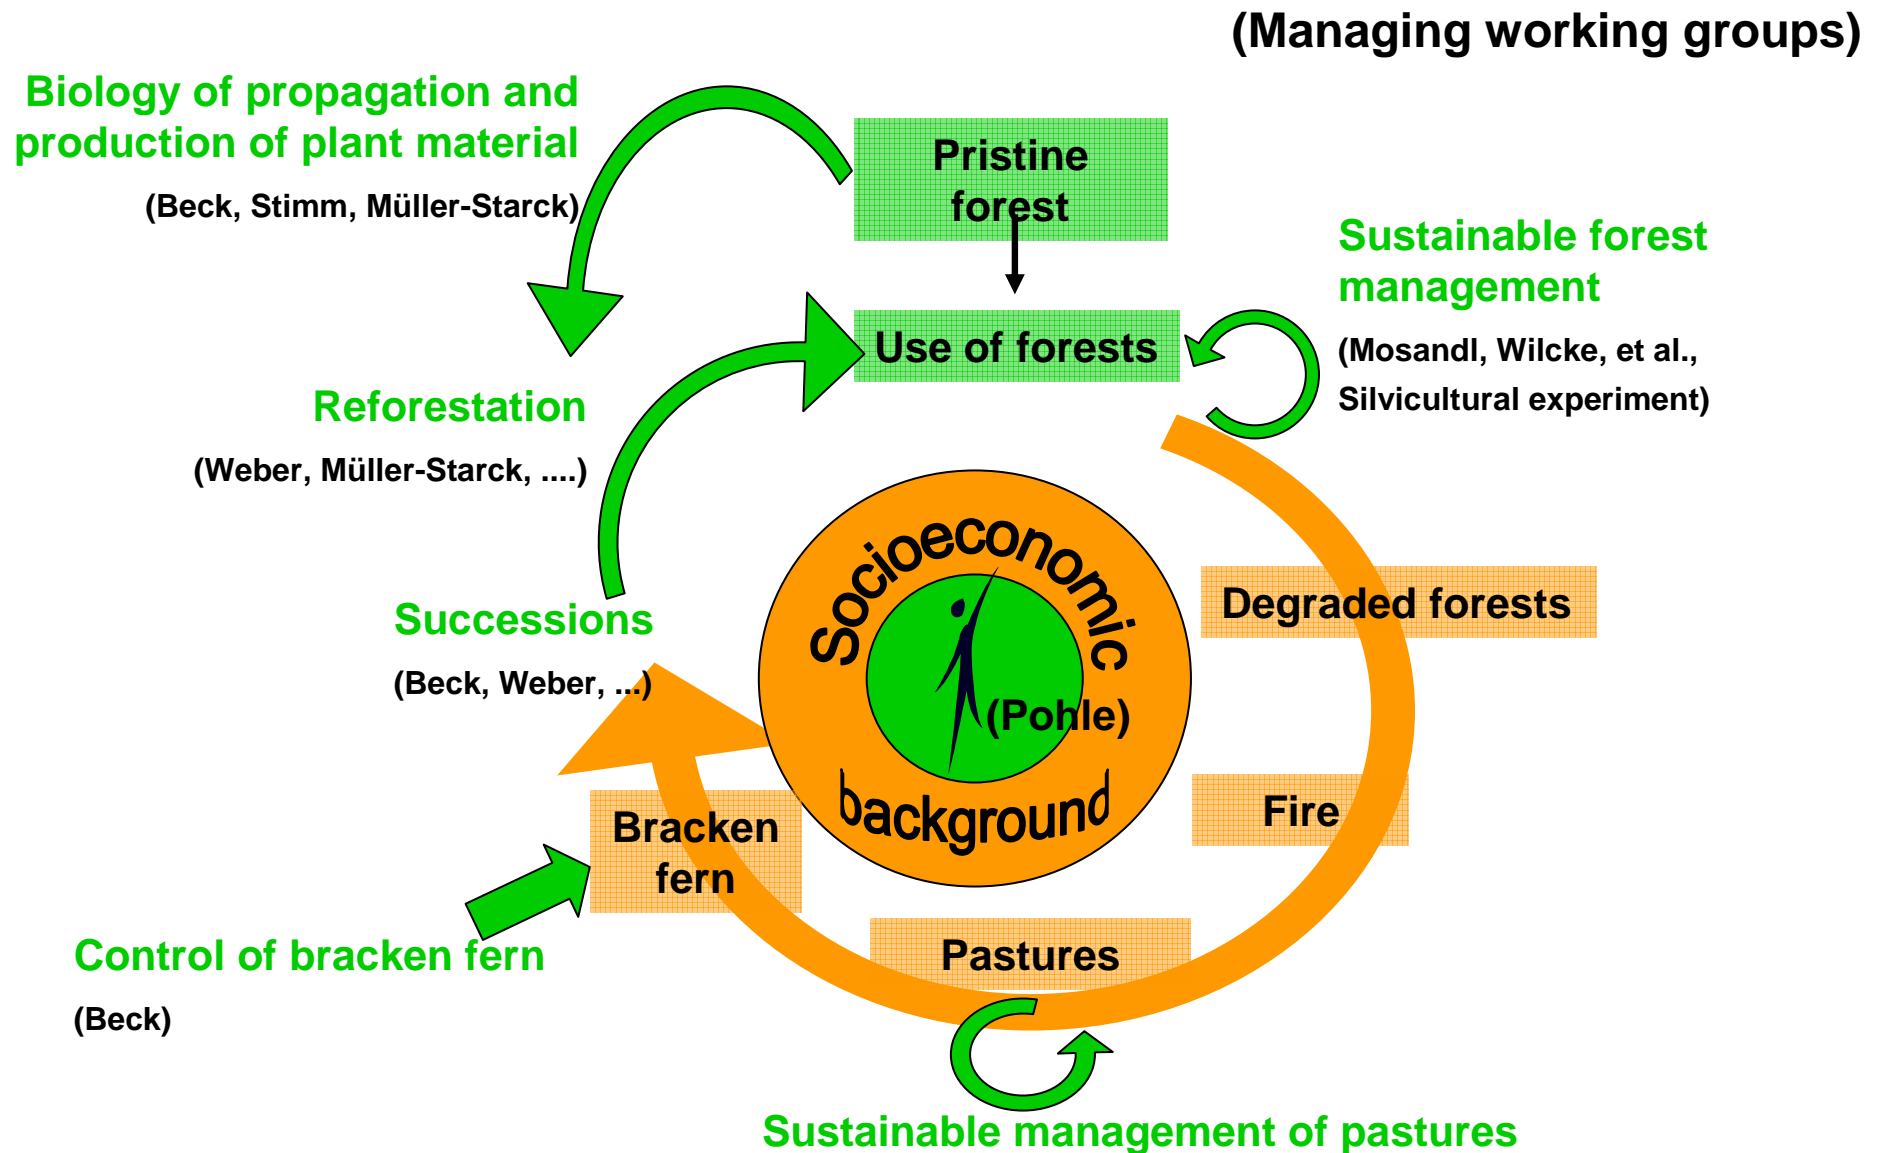 (Managing working groups)
Biology of propagation and
production of plant material
(Beck, Stimm, Müller-Starck)
Pristine
forest
Sustainable forest
management
(Mosandl, Wilcke, et al.,
Silvicultural experiment)
Use of forests
Reforestation
(Weber, Müller-Starck, ....)
Successions
(Beck, Weber, ...)
Socioeconomic
(Pohle)
background
Degraded forests
Fire
Bracken
fern
Pastures
Control of bracken fern
(Beck)
Sustainable management of pastures